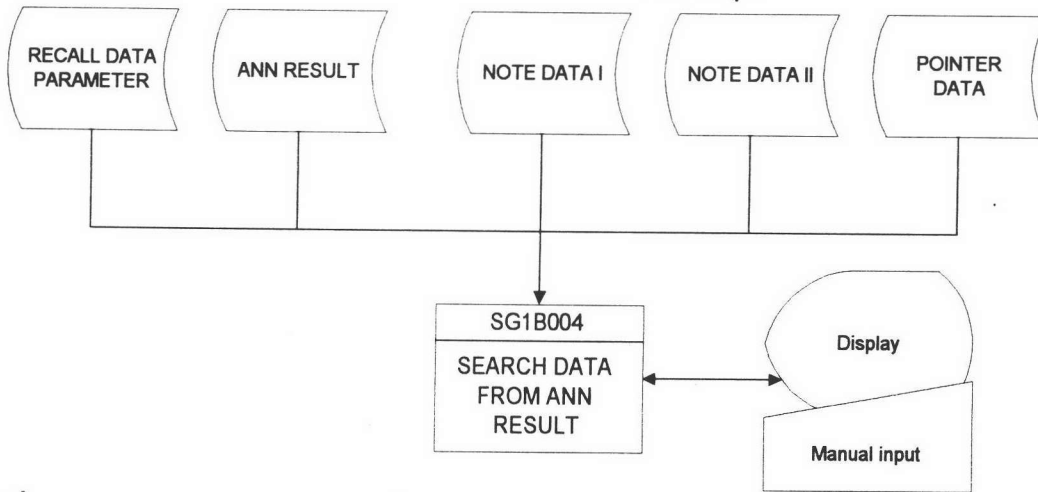 RECALL DATA
PARAMETER
ANN RESULT
NOTE DATA I
NOTE DATA II
POINTER
DATA
SG1B004
SEARCH DATA
FROM ANN
RESULT
Display
Manual input